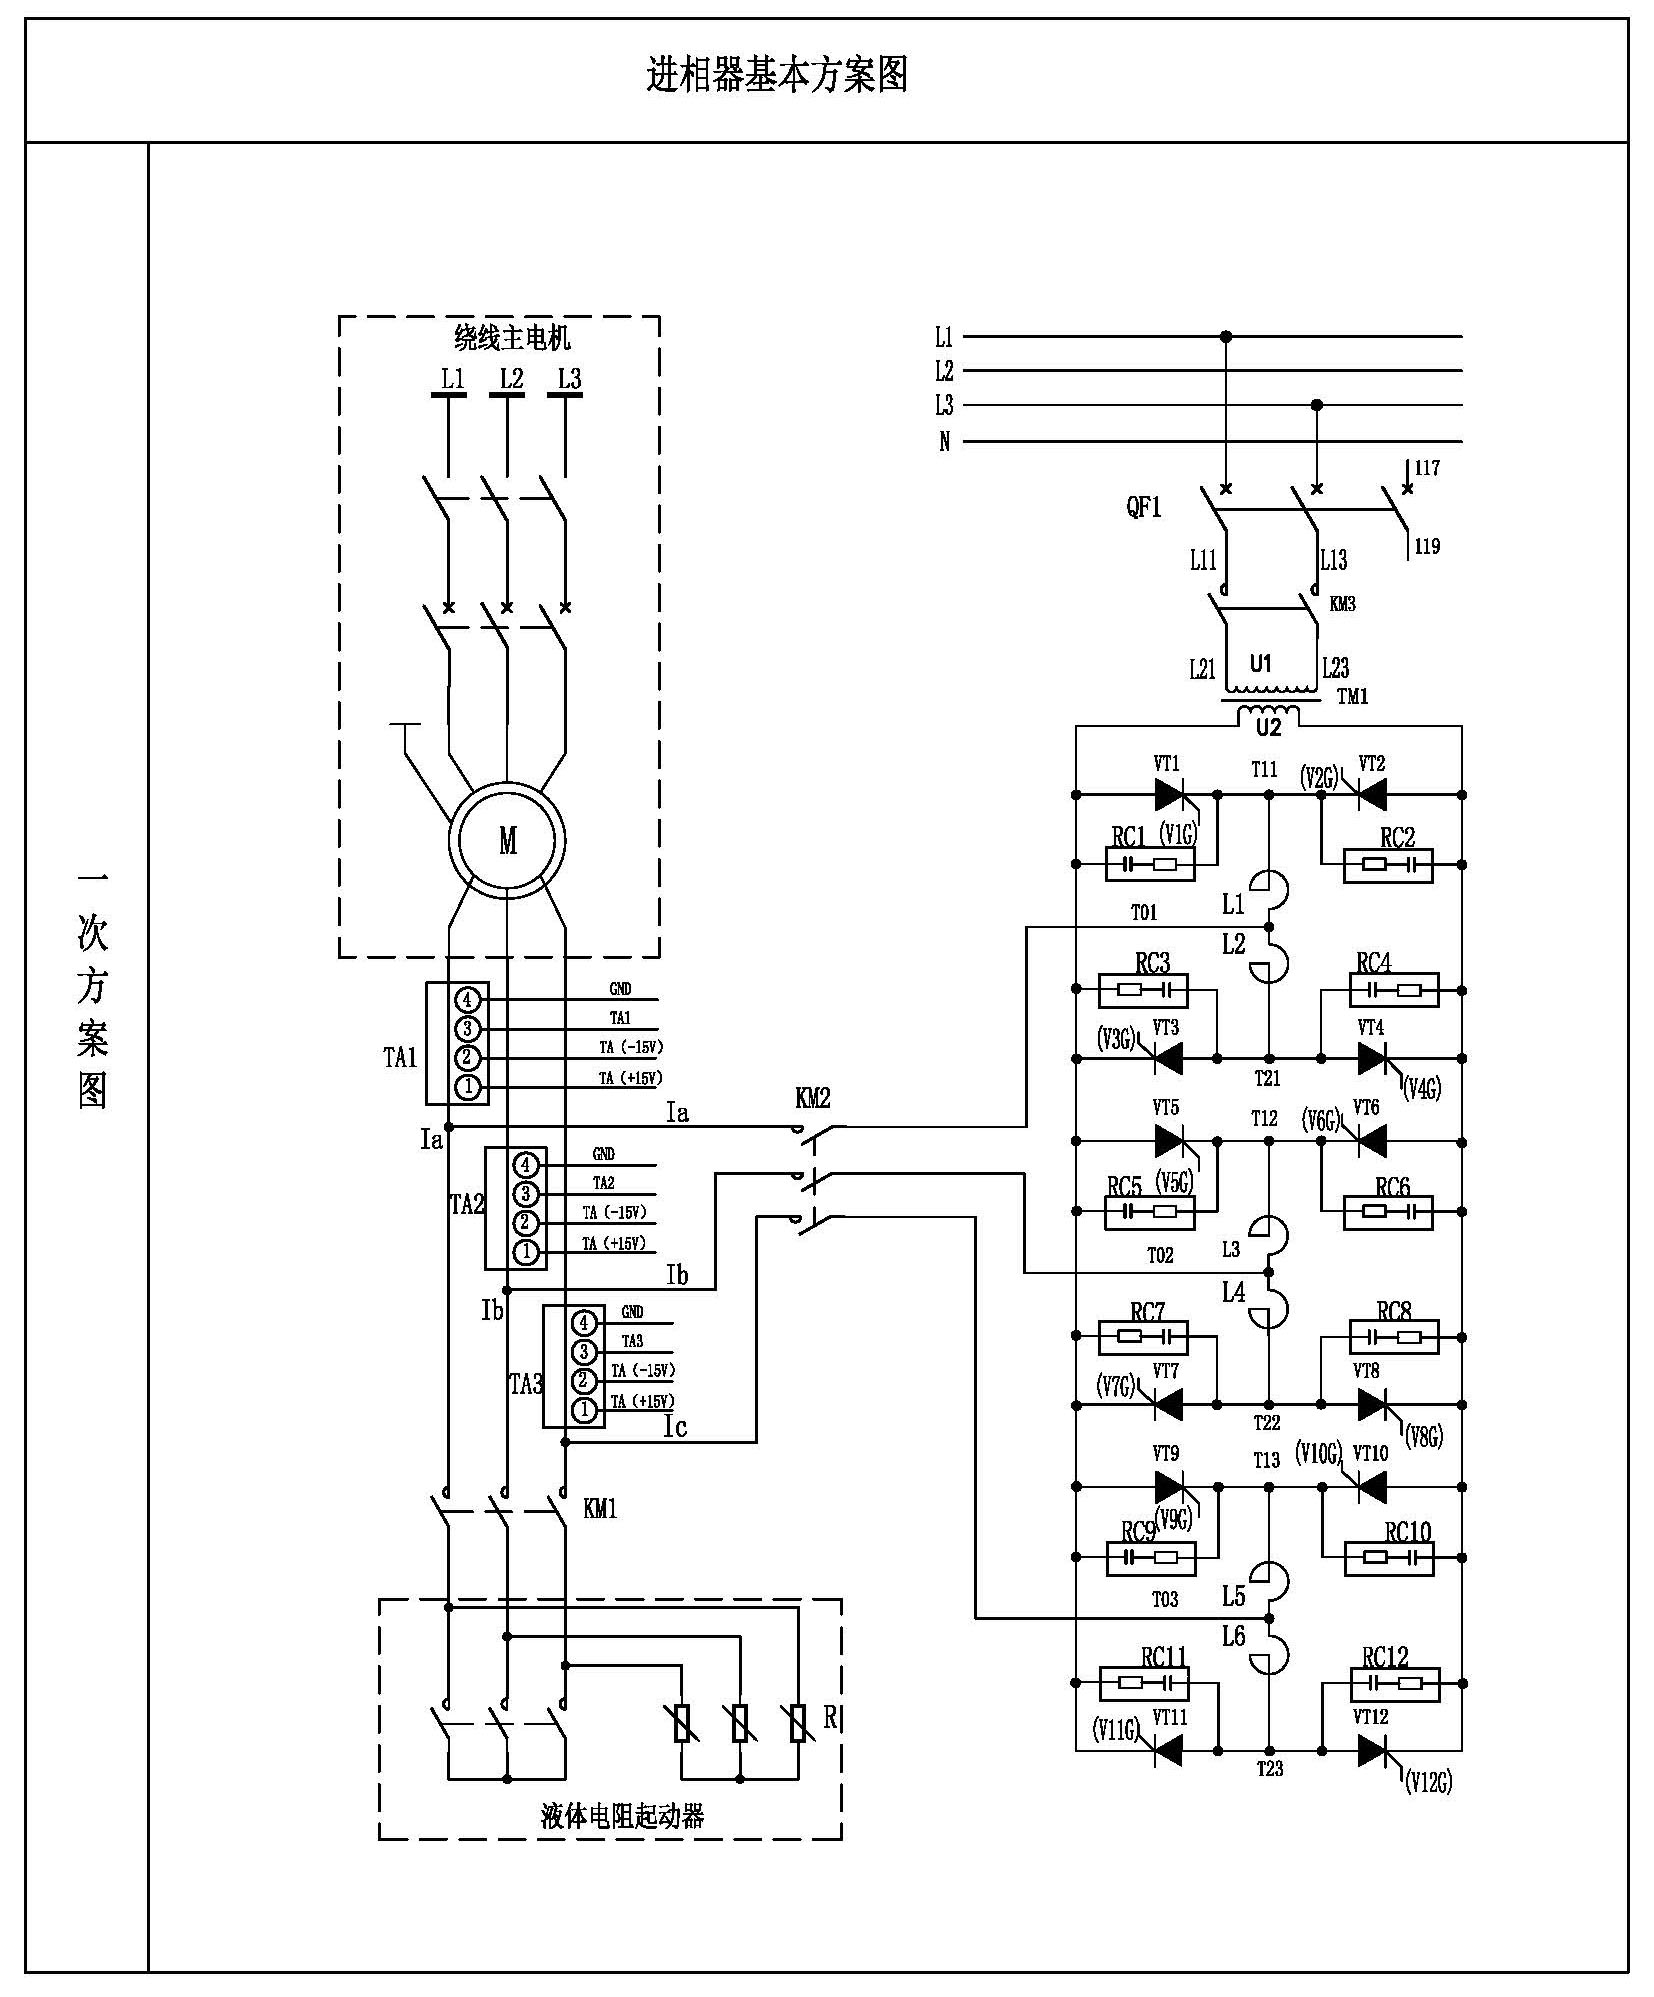 进相器基本方案图
一次方案图
绕线主电机
L1 L2 L3
M
TA1
4 GND
3 TA1
2 TA (-15V)
1 TA (+15V)
Ia
Ia
KM2
TA2
4 GND
3 TA2
2 TA (-15V)
1 TA (+15V)
Ib
Ib
TA3
4 GND
3 TA3
2 TA (-15V)
1 TA (+15V)
Ic
KM1
R
液体电阻起动器
L1
L2
L3
N
117
QF1
119
L11 L13
KM3
L21 U1 L23
TM1
U2
VT1 T11 (V2G) VT2
RC1 (V1G) RC2
L1
T01
L2
RC3 RC4
(V3G) VT3 VT4
T21 (V4G)
VT5 T12 (V6G) VT6
RC5 (V5G) RC6
T02 L3
L4
RC7 RC8
(V7G) VT7 VT8
T22 (V8G)
VT9 T13 (V10G) VT10
RC9 (V9G) RC10
T03 L5
L6
RC11 RC12
(V11G) VT11 VT12
T23 (V12G)